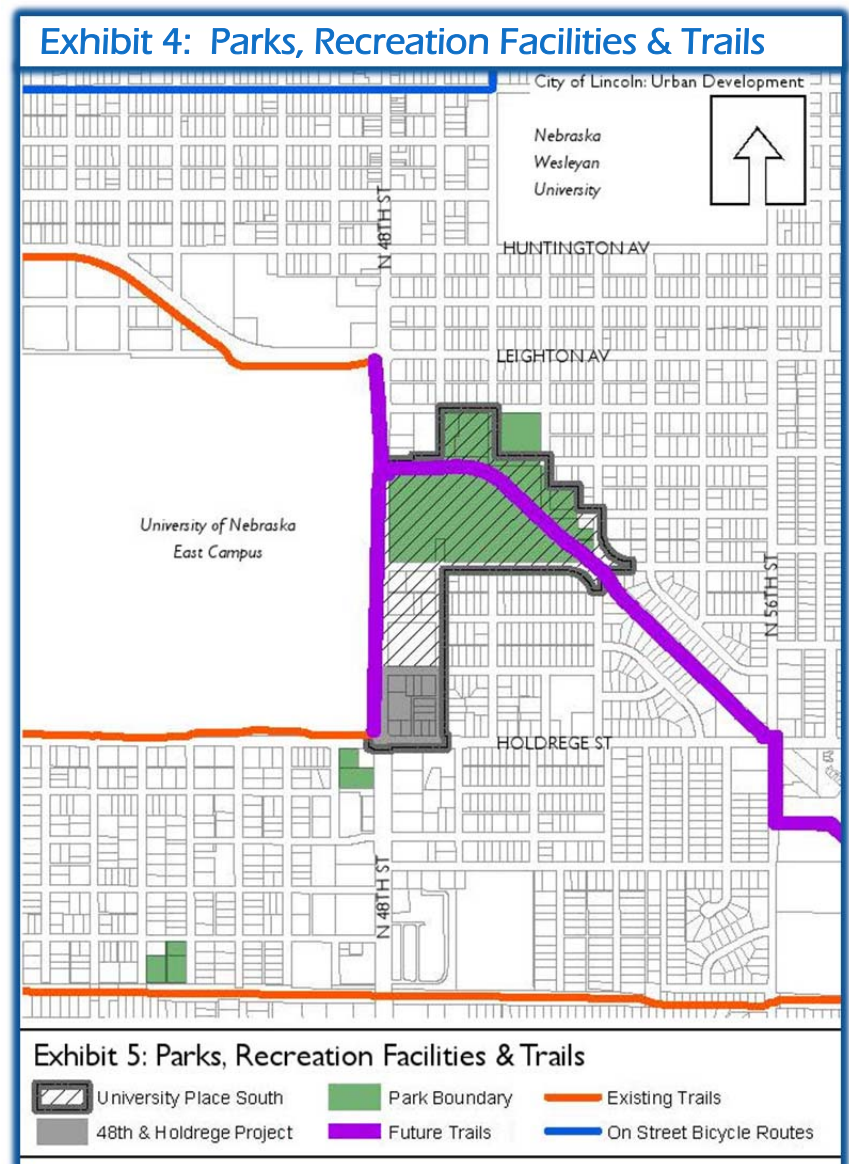 Exhibit 4: Parks, Recreation Facilities & Trails
City of Lincoln: Urban Development
Nebraska
Wesleyan
University
N 48TH ST
HUNTINGTON AV
LEIGHTON AV
University of Nebraska
East Campus
N 56TH ST
HOLDREGE ST
N 48TH ST
Exhibit 5: Parks, Recreation Facilities & Trails
University Place South
Park Boundary
Existing Trails
48th & Holdrege Project
Future Trails
On Street Bicycle Routes